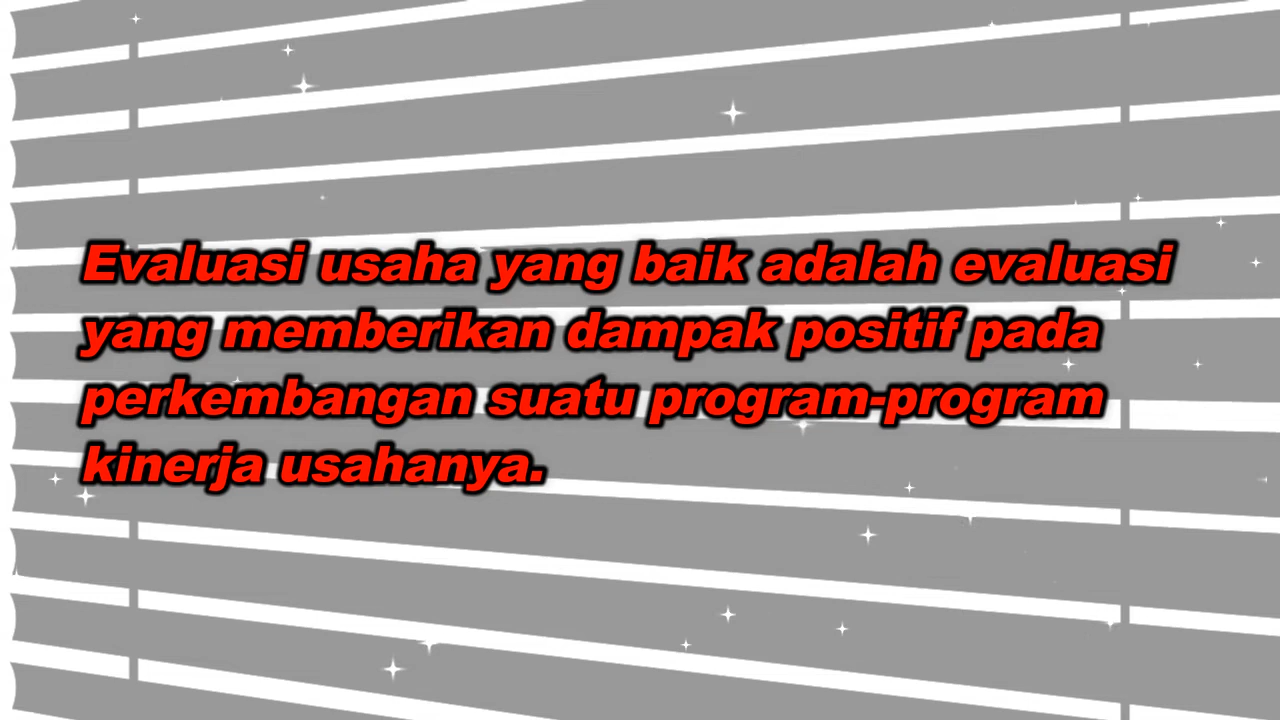 Evaluasi usaha yang baik adalah evaluasi
yang memberikan dampak positif pada
perkembangan suatu program-program
kinerja usahanya.